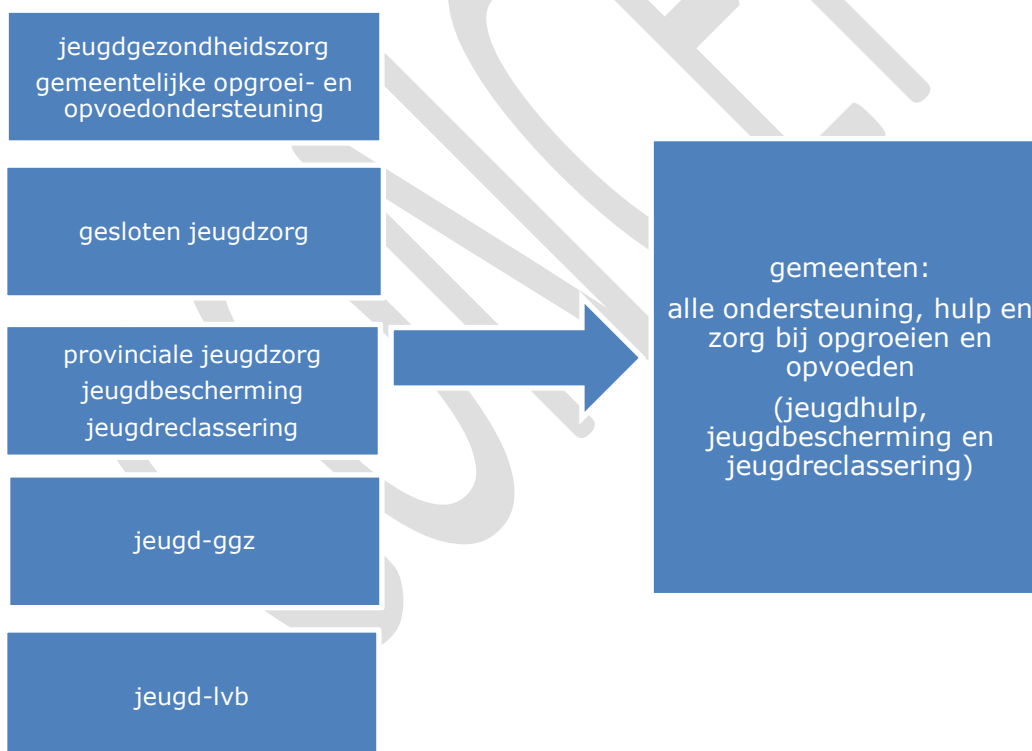 jeugdgezondheidszorg
gemeentelijke opgroei- en
opvoedondersteuning
gesloten jeugdzorg
provinciale jeugdzorg
jeugdbescherming
jeugdreclassering
jeugd-ggz
jeugd-lvb
gemeenten:
alle ondersteuning, hulp en
zorg bij opgroeien en
opvoeden
(jeugdhulp,
jeugdbescherming en
jeugdreclassering)